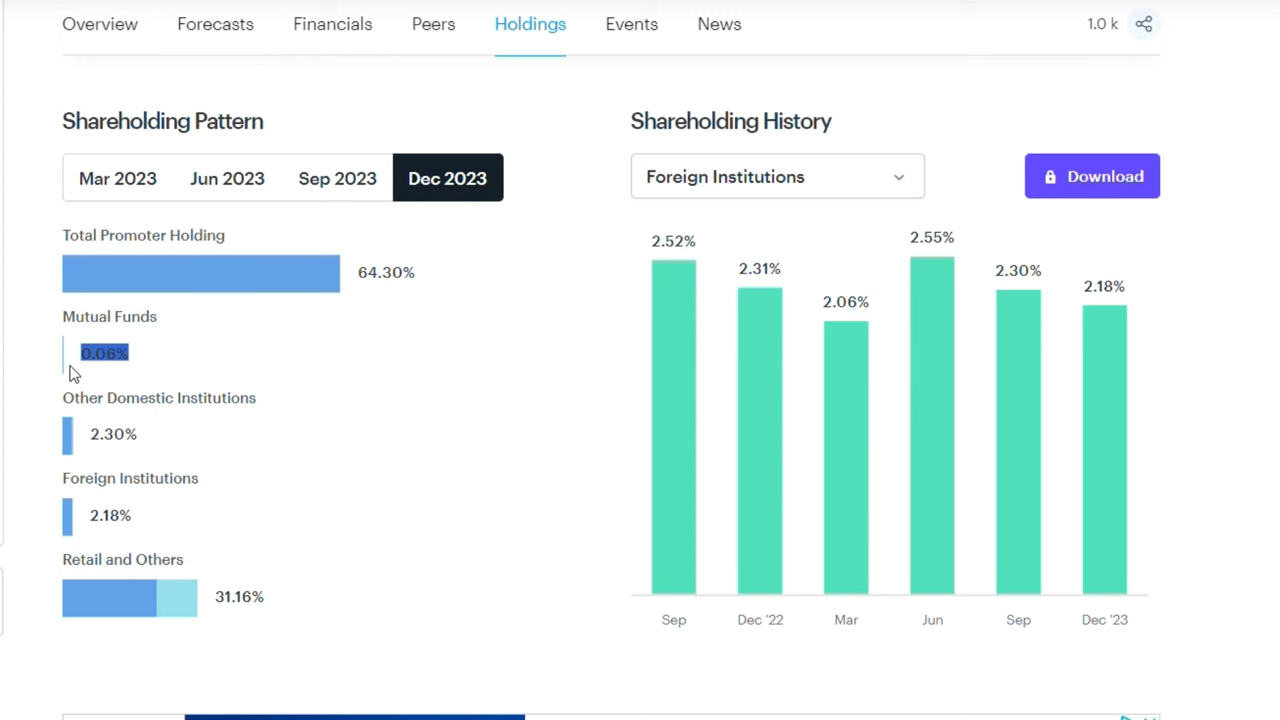 Overview Forecasts Financials Peers Holdings Events News 1.0 k
Shareholding Pattern
Mar 2023 Jun 2023 Sep 2023 Dec 2023
Total Promoter Holding
64.30%
Mutual Funds
0.06%
Other Domestic Institutions
2.30%
Foreign Institutions
2.18%
Retail and Others
31.16%
Shareholding History
Foreign Institutions Download
2.52% 2.31% 2.06% 2.55% 2.30% 2.18%
Sep Dec '22 Mar Jun Sep Dec '23